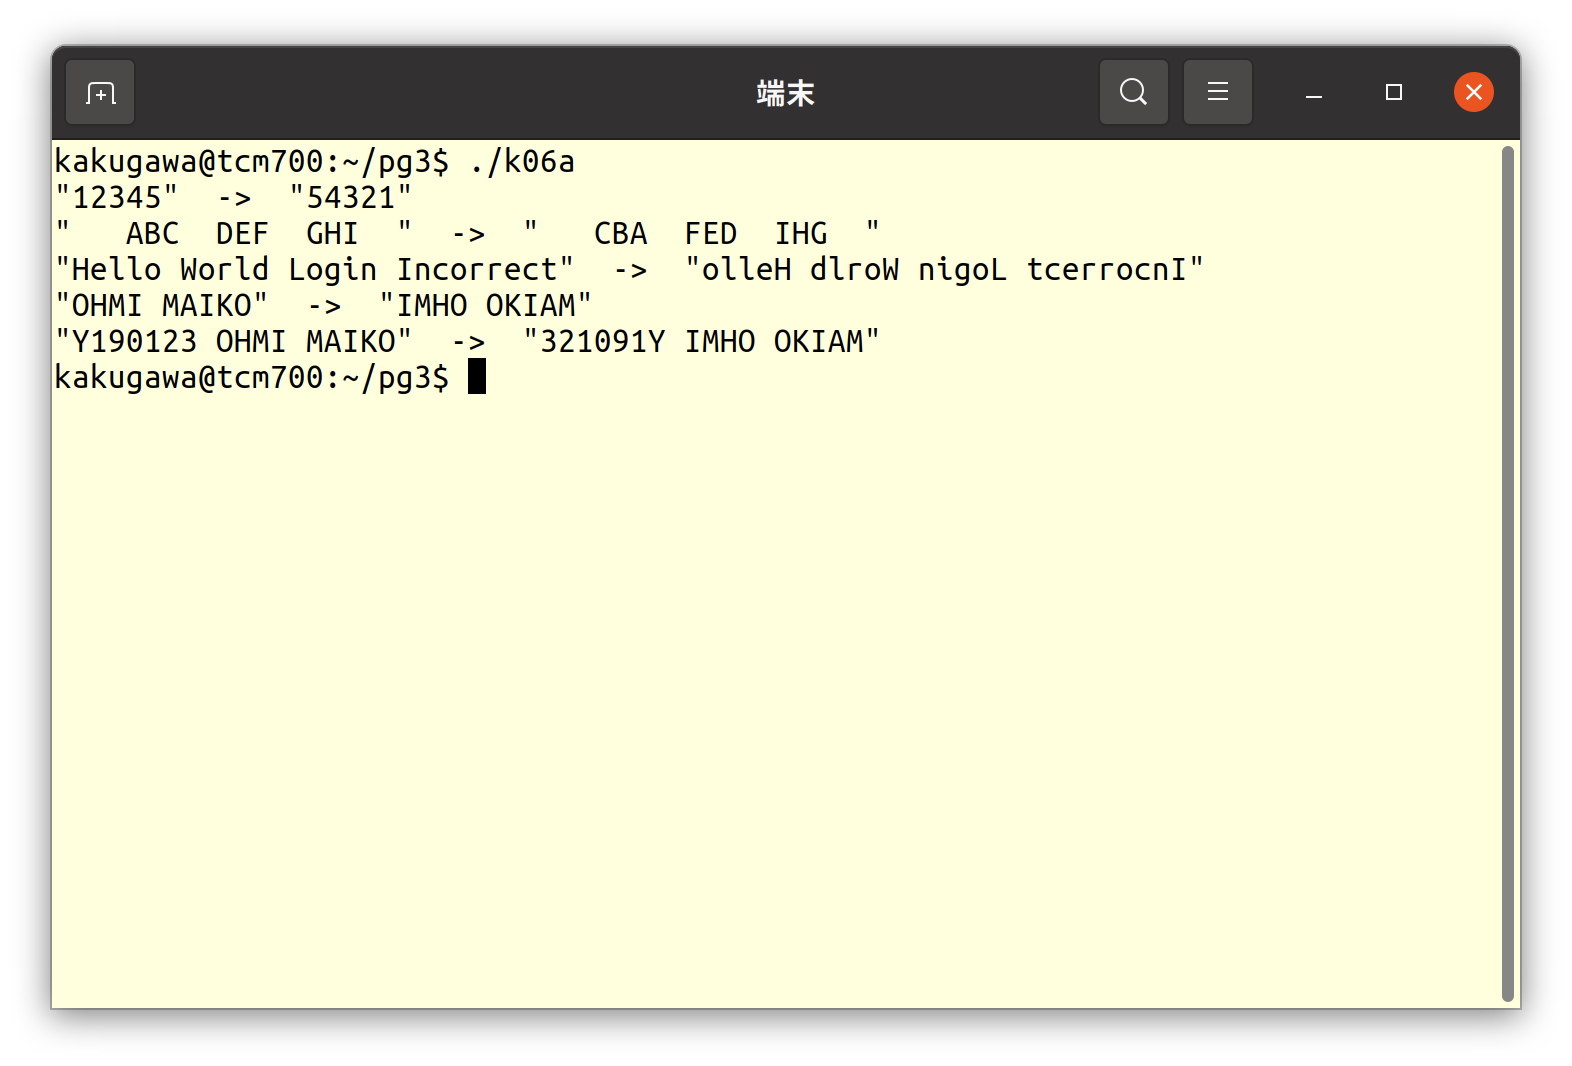 端末
kakugawa@tcm700:~/pg3$ ./k06a
"12345"  ->  "54321"
"   ABC  DEF  GHI  "  ->  "   CBA  FED  IHG  "
"Hello World Login Incorrect"  ->  "olleH dlroW nigoL tcerrocnI"
"OHMI MAIKO"  ->  "IMHO OKIAM"
"Y190123 OHMI MAIKO"  ->  "321091Y IMHO OKIAM"
kakugawa@tcm700:~/pg3$